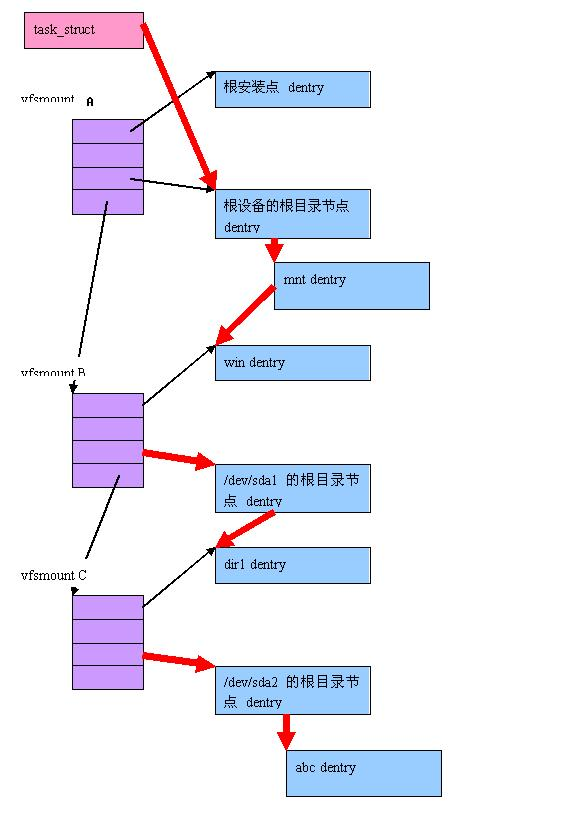 task_struct
根安装点 dentry
vfsmount A
根设备的根目录节点
dentry
mnt dentry
win dentry
vfsmount B
/dev/sda1 的根目录节
点 dentry
dir1 dentry
vfsmount C
/dev/sda2 的根目录节
点 dentry
abc dentry